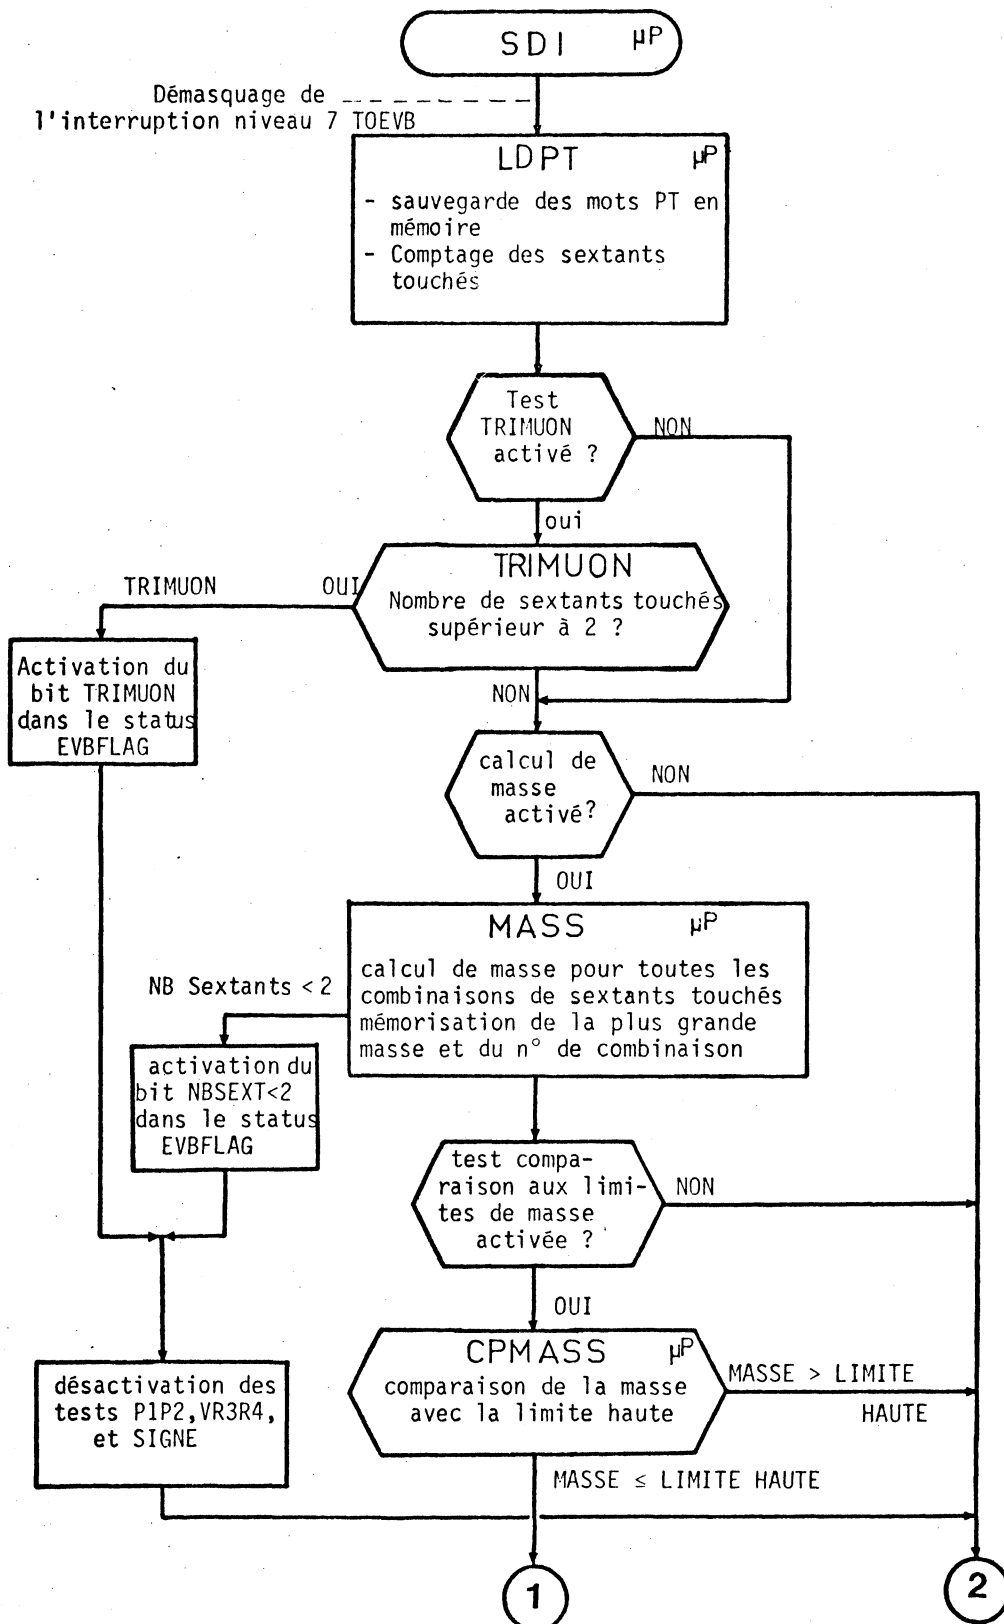 SDI µP
Démasquage de
l'interruption niveau 7 TOEVB
LDPT µP
- sauvegarde des mots PT en
mémoire
- Comptage des sextants
touchés
Test
TRIMUON
activé ?
NON
oui
TRIMUON
Nombre de sextants touchés
supérieur à 2 ?
TRIMUON OUI
Activation du
bit TRIMUON
dans le status
EVBFLAG
NON
calcul de
masse
activé?
NON
OUI
MASS µP
calcul de masse pour toutes les
combinaisons de sextants touchés
mémorisation de la plus grande
masse et du n° de combinaison
NB Sextants < 2
activation du
bit NBSEXT<2
dans le status
EVBFLAG
test compa-
raison aux limi-
tes de masse
activée ?
NON
OUI
CPMASS µP
comparaison de la masse
avec la limite haute
MASSE > LIMITE
HAUTE
désactivation des
tests P1P2,VR3R4,
et SIGNE
MASSE ≤ LIMITE HAUTE
1
2